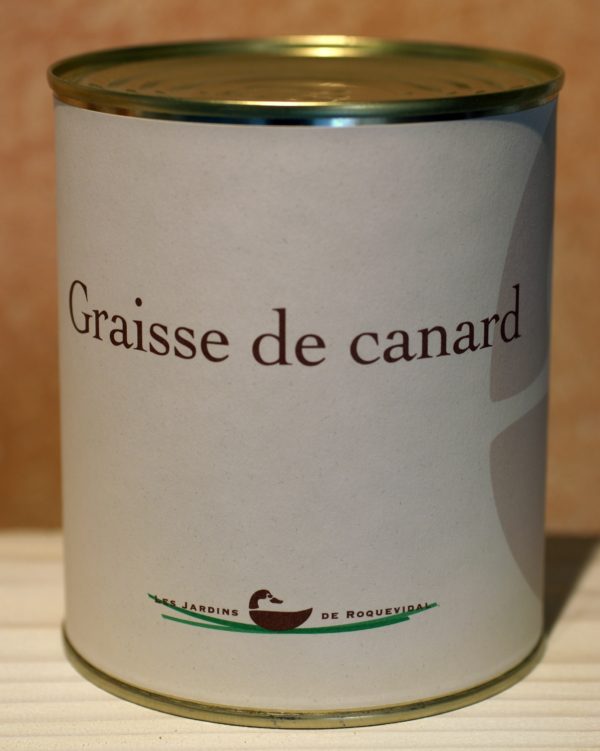 Graisse de canard
LES JARDINS DE ROQUEVIDAL